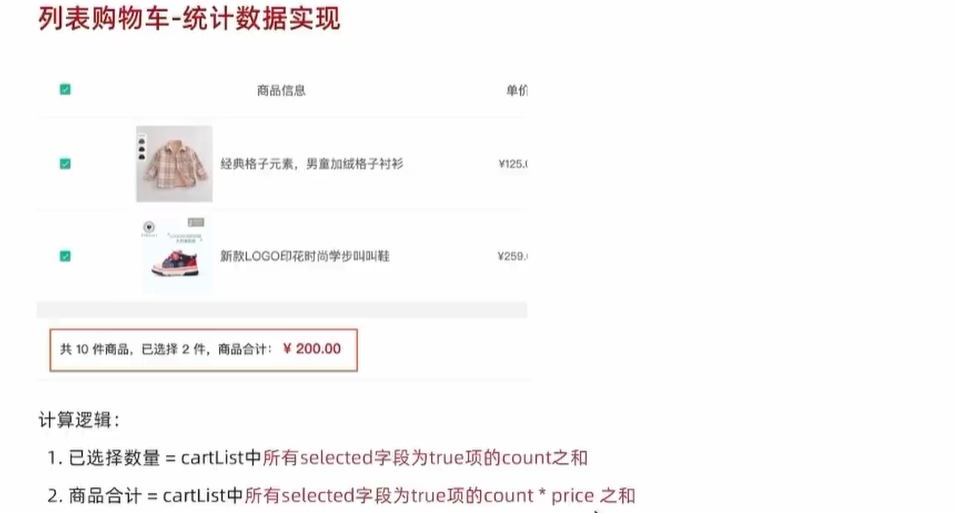 列表购物车-统计数据实现
商品信息 单价
经典格子元素，男童加绒格子衬衫 ¥125.0
新款LOGO印花时尚学步叫叫鞋 ¥259.
共 10 件商品，已选择 2 件，商品合计： ¥ 200.00
计算逻辑：
1. 已选择数量 = cartList中所有selected字段为true项的count之和
2. 商品合计 = cartList中所有selected字段为true项的count * price 之和